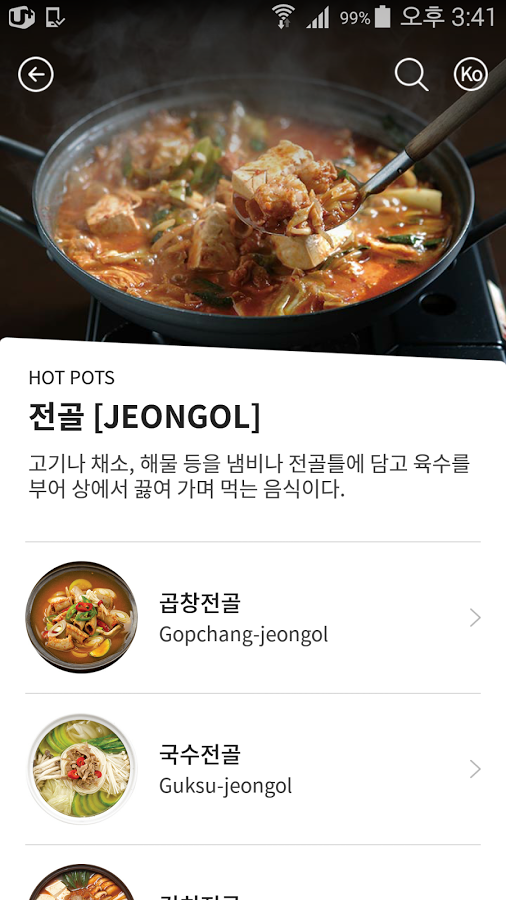 99% 오후 3:41
Ko
HOT POTS
전골 [JEONGOL]
고기나 채소, 해물 등을 냄비나 전골틀에 담고 육수를
부어 상에서 끓여 가며 먹는 음식이다.
곱창전골
Gopchang-jeongol
국수전골
Guksu-jeongol